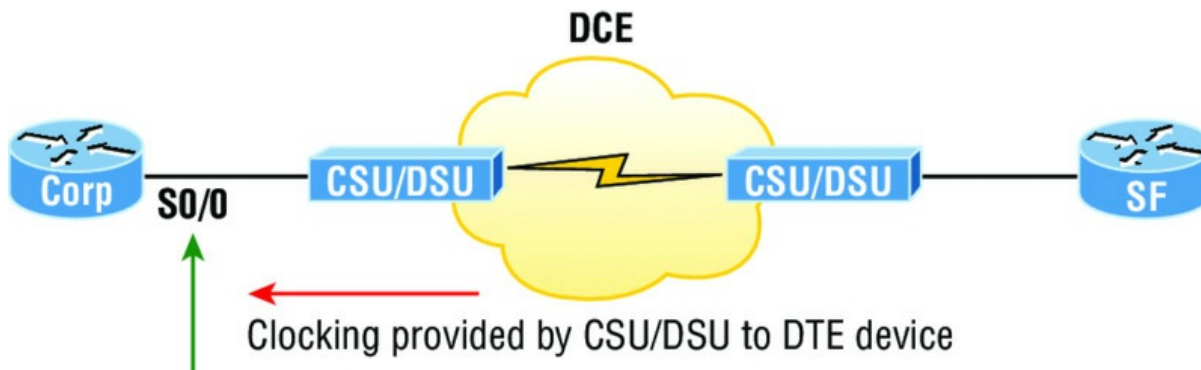 DCE
Corp
S0/0
CSU/DSU
CSU/DSU
SF
Clocking provided by CSU/DSU to DTE device